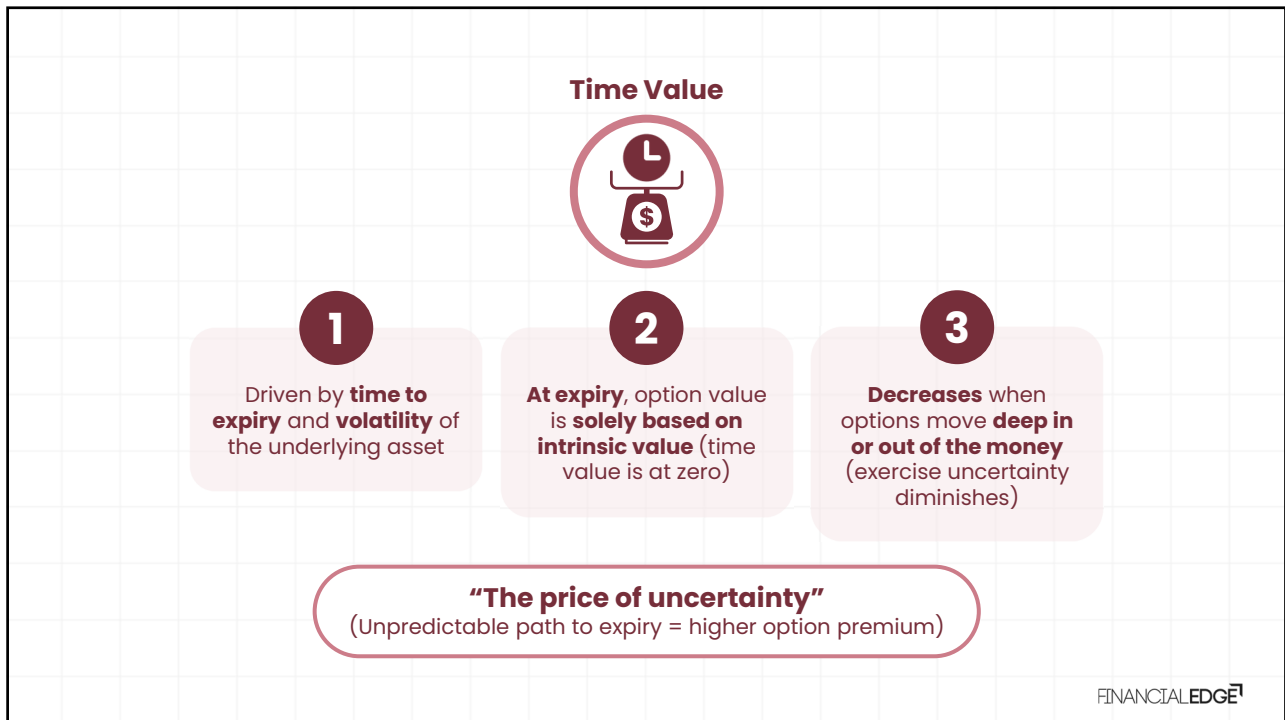 Time Value
$
1
Driven by time to
expiry and volatility of
the underlying asset
2
At expiry, option value
is solely based on
intrinsic value (time
value is at zero)
3
Decreases when
options move deep in
or out of the money
(exercise uncertainty
diminishes)
“The price of uncertainty”
(Unpredictable path to expiry = higher option premium)
FINANCIALEDGE